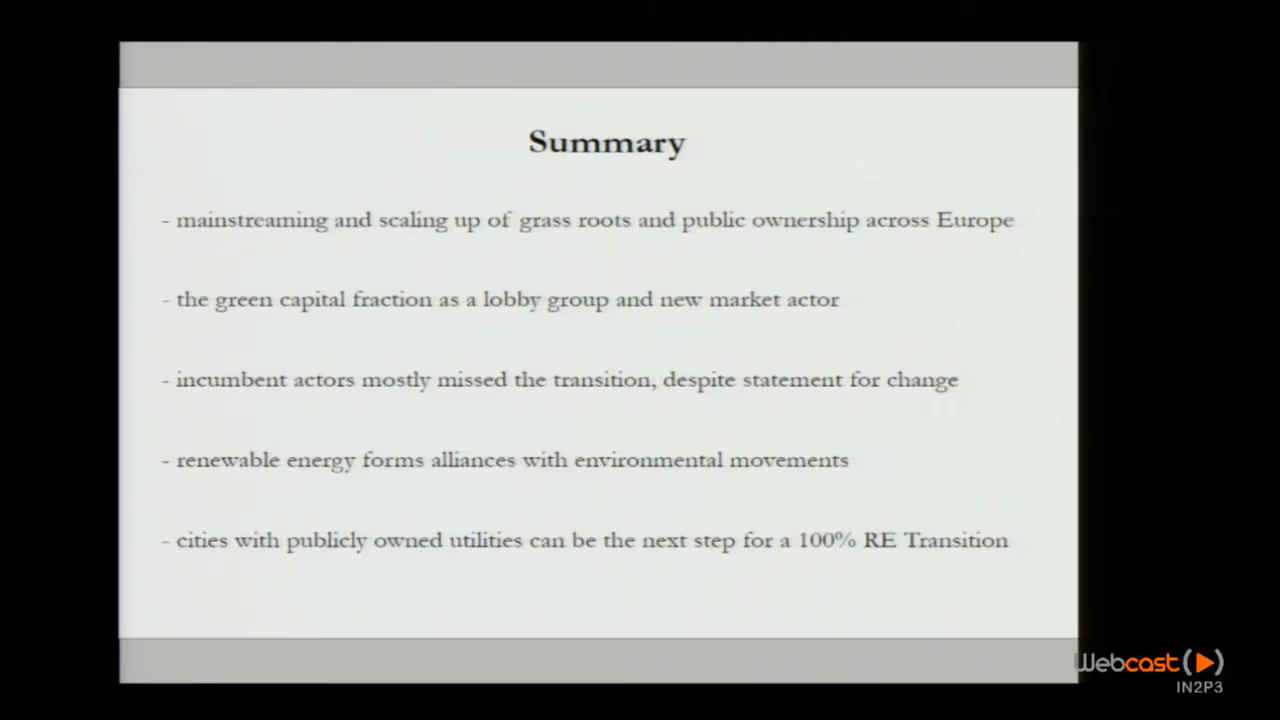 Summary
- mainstreaming and scaling up of grass roots and public ownership across Europe
- the green capital fraction as a lobby group and new market actor
- incumbent actors mostly missed the transition, despite statement for change
- renewable energy forms alliances with environmental movements
- cities with publicly owned utilities can be the next step for a 100% RE Transition
Webcast
IN2P3